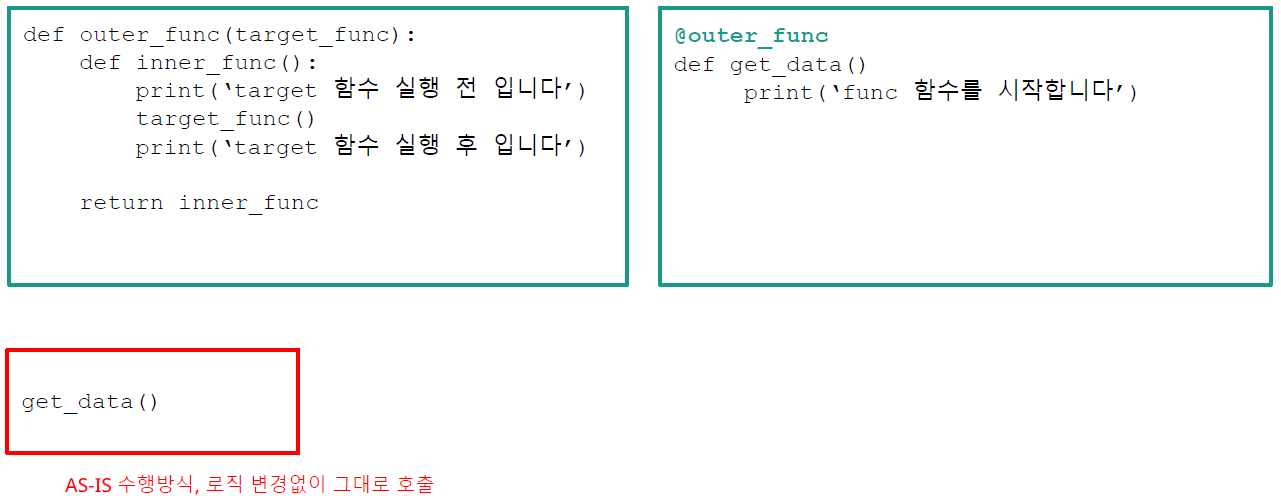 def outer_func(target_func):
    def inner_func():
        print(‘target 함수 실행 전 입니다’)
        target_func()
        print(‘target 함수 실행 후 입니다’)
    return inner_func
@outer_func
def get_data()
     print(‘func 함수를 시작합니다’)
get_data()
AS-IS 수행방식, 로직 변경없이 그대로 호출